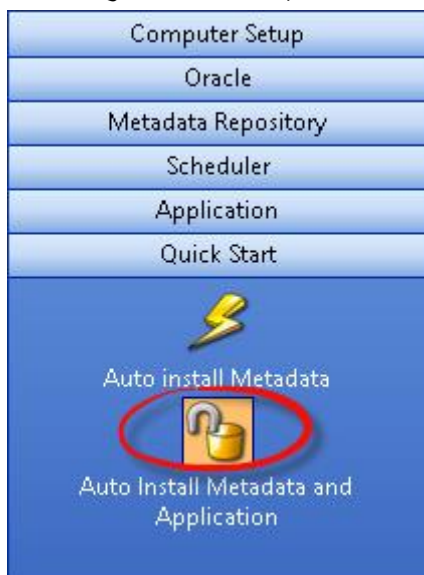 Computer Setup
Oracle
Metadata Repository
Scheduler
Application
Quick Start
Auto install Metadata
Auto Install Metadata and
Application